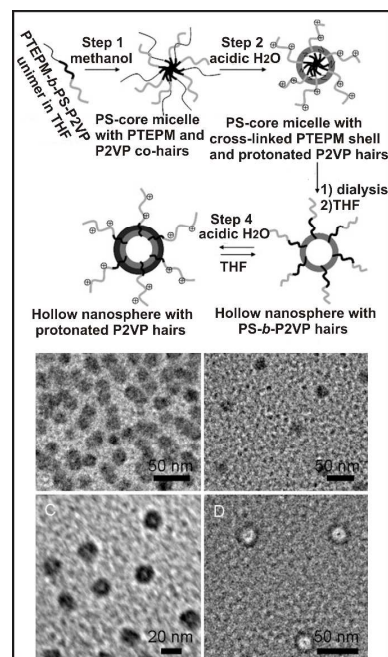 PTEPM-b-PS-P2VP
unimer in THF
Step 1
methanol
Step 2
acidic H2O
PS-core micelle
with PTEPM and
P2VP co-hairs
PS-core micelle with
cross-linked PTEPM shell
and protonated P2VP hairs
1) dialysis
2)THF
Step 4
acidic H2O
THF
Hollow nanosphere with
protonated P2VP hairs
Hollow nanosphere with
PS-b-P2VP hairs
50 nm
50 nm
C
20 nm
D
50 nm